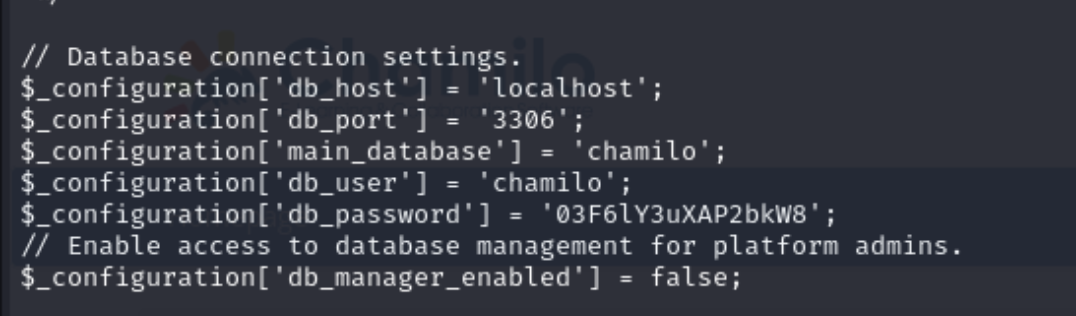 // Database connection settings.
$_configuration['db_host'] = 'localhost';
$_configuration['db_port'] = '3306';
$_configuration['main_database'] = 'chamilo';
$_configuration['db_user'] = 'chamilo';
$_configuration['db_password'] = '03F6lY3uXAP2bkW8';
// Enable access to database management for platform admins.
$_configuration['db_manager_enabled'] = false;